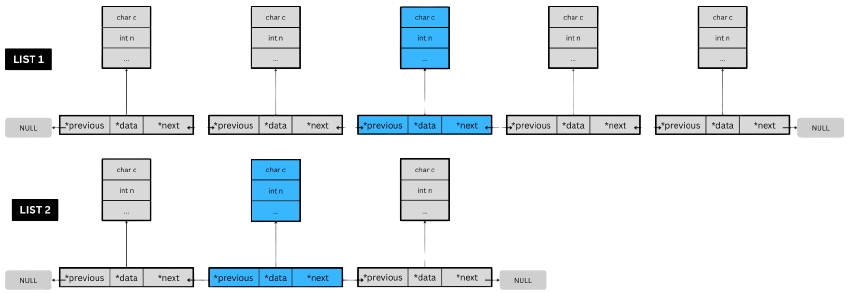 char c char c char c char c char c
int n int n int n int n int n
LIST 1
... ... ... ... ...
NULL *previous *data *next *previous *data *next *previous *data *next *previous *data *next *previous *data *next NULL
char c char c char c
int n int n int n
LIST 2
... ... ...
NULL *previous *data *next *previous *data *next *previous *data *next NULL